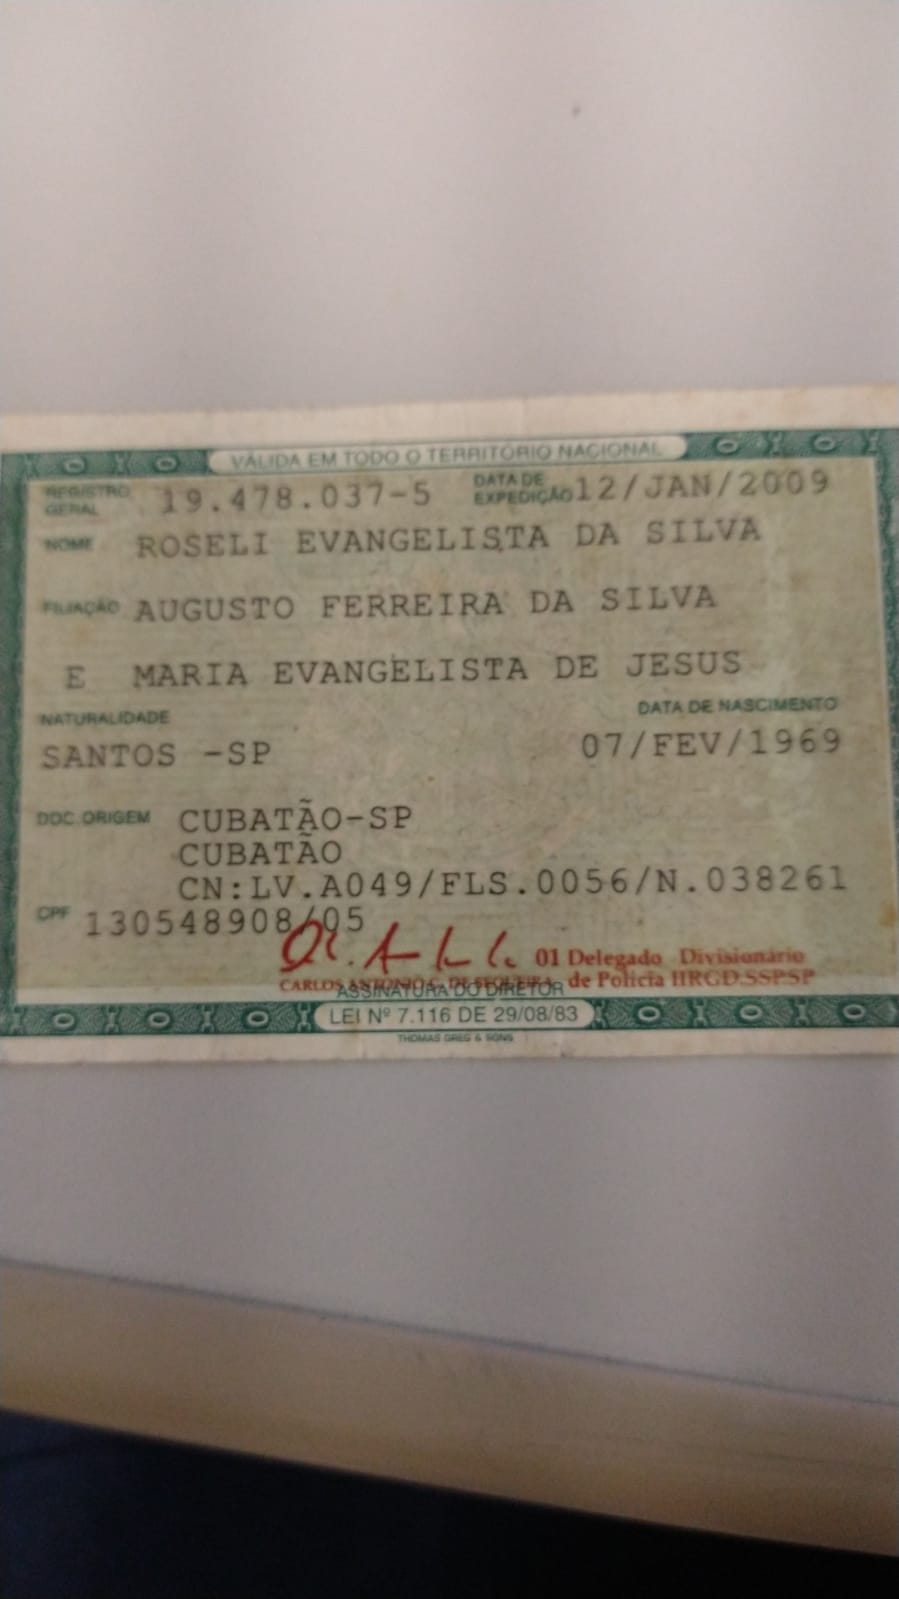 VÁLIDA EM TODO O TERRITÓRIO NACIONAL
REGISTRO GERAL 19.478.037-5 DATA DE EXPEDIÇÃO 12/JAN/2009
NOME ROSELI EVANGELISTA DA SILVA
FILIAÇÃO AUGUSTO FERREIRA DA SILVA
E MARIA EVANGELISTA DE JESUS
NATURALIDADE DATA DE NASCIMENTO
SANTOS -SP 07/FEV/1969
DOC. ORIGEM CUBATÃO-SP
CUBATÃO
CN:LV.A049/FLS.0056/N.038261
CPF 130548908/05
01 Delegado Divisionário
CARLOS ANTONIO G. DE SEQUEIRA de Polícia IIRGD.SSP.SP
ASSINATURA DO DIRETOR
LEI Nº 7.116 DE 29/08/83
THOMAS GREG & SONS